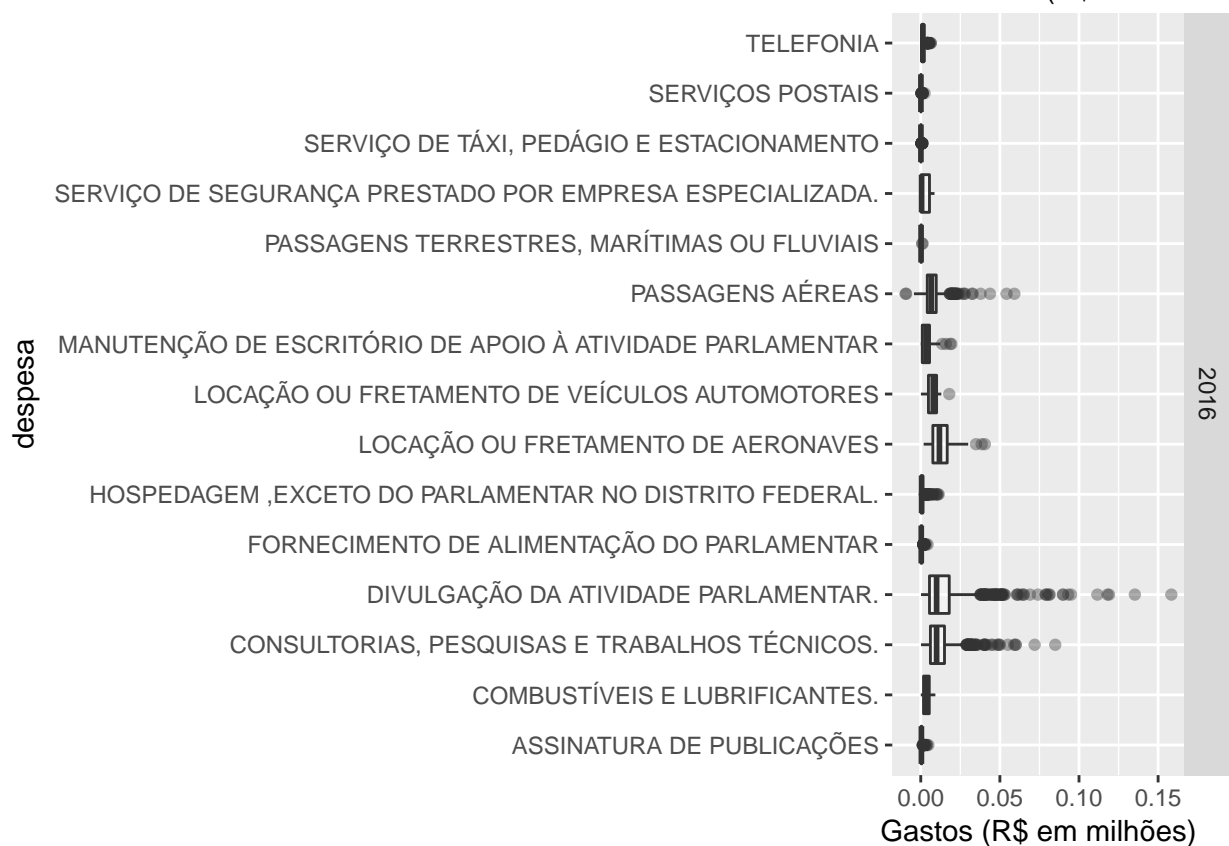 TELEFONIA
SERVIÇOS POSTAIS
SERVIÇO DE TÁXI, PEDÁGIO E ESTACIONAMENTO
SERVIÇO DE SEGURANÇA PRESTADO POR EMPRESA ESPECIALIZADA.
PASSAGENS TERRESTRES, MARÍTIMAS OU FLUVIAIS
PASSAGENS AÉREAS
MANUTENÇÃO DE ESCRITÓRIO DE APOIO À ATIVIDADE PARLAMENTAR
LOCAÇÃO OU FRETAMENTO DE VEÍCULOS AUTOMOTORES
LOCAÇÃO OU FRETAMENTO DE AERONAVES
HOSPEDAGEM ,EXCETO DO PARLAMENTAR NO DISTRITO FEDERAL.
FORNECIMENTO DE ALIMENTAÇÃO DO PARLAMENTAR
DIVULGAÇÃO DA ATIVIDADE PARLAMENTAR.
CONSULTORIAS, PESQUISAS E TRABALHOS TÉCNICOS.
COMBUSTÍVEIS E LUBRIFICANTES.
ASSINATURA DE PUBLICAÇÕES
despesa
2016
0.00 0.05 0.10 0.15
Gastos (R$ em milhões)